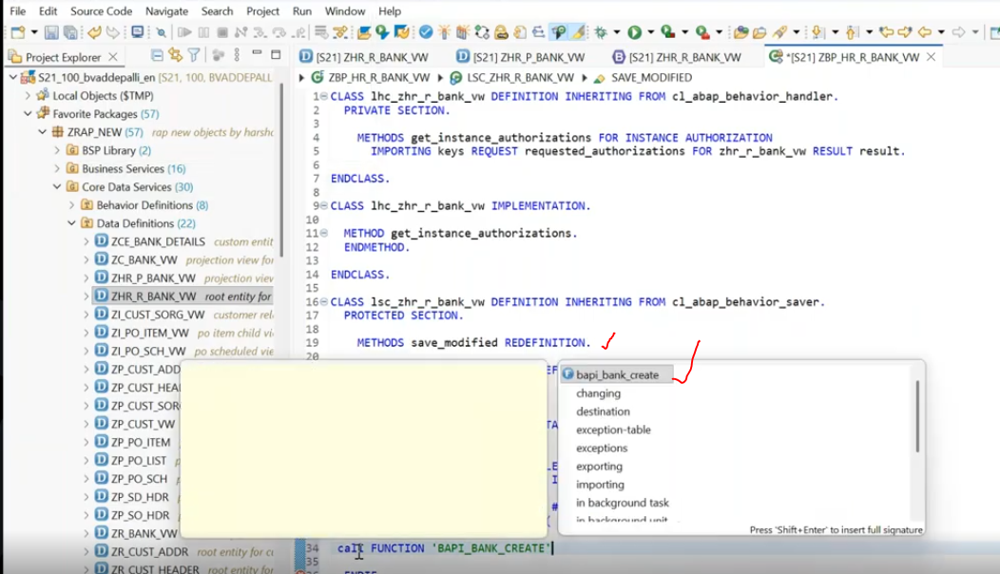 File Edit Source Code Navigate Search Project Run Window Help
Project Explorer
S21_100_bvaddepalli_en [S21, 100, BVADDEPALLI
Local Objects ($TMP)
Favorite Packages (57)
ZRAP_NEW (57) rap new objects by harsh
BSP Library (2)
Business Services (16)
Core Data Services (30)
Behavior Definitions (8)
Data Definitions (22)
ZCE_BANK_DETAILS custom entit
ZC_BANK_VW projection view for
ZHR_P_BANK_VW projection view
ZHR_R_BANK_VW root entity for
ZI_CUST_SORG_VW customer rel
ZI_PO_ITEM_VW po item child vi
ZI_PO_SCH_VW po scheduled vi
ZP_CUST_ADD
ZP_CUST_HEA
ZP_CUST_SOR
ZP_CUST_VW
ZP_PO_ITEM
ZP_PO_LIST
ZP_PO_SCH
ZP_SD_HDR
ZP_SO_HDR
ZR_BANK_VW
ZR_CUST_ADDR root entity for c
ZR_CUST_HEADER root entity for
[S21] ZHR_R_BANK_VW [S21] ZHR_P_BANK_VW [S21] ZHR_R_BANK_VW *[S21] ZBP_HR_R_BANK_VW
ZBP_HR_R_BANK_VW LSC_ZHR_R_BANK_VW SAVE_MODIFIED
1 CLASS lhc_zhr_r_bank_vw DEFINITION INHERITING FROM cl_abap_behavior_handler.
2 PRIVATE SECTION.
3
4 METHODS get_instance_authorizations FOR INSTANCE AUTHORIZATION
5 IMPORTING keys REQUEST requested_authorizations FOR zhr_r_bank_vw RESULT result.
6
7 ENDCLASS.
8
9 CLASS lhc_zhr_r_bank_vw IMPLEMENTATION.
10
11 METHOD get_instance_authorizations.
12 ENDMETHOD.
13
14 ENDCLASS.
15
16 CLASS lsc_zhr_r_bank_vw DEFINITION INHERITING FROM cl_abap_behavior_saver.
17 PROTECTED SECTION.
18
19 METHODS save_modified REDEFINITION.
20
bapi_bank_create
changing
destination
exception-table
exceptions
exporting
importing
in background task
in background unit
Press 'Shift+Enter' to insert full signature
34 call FUNCTION 'BAPI_BANK_CREATE'
35